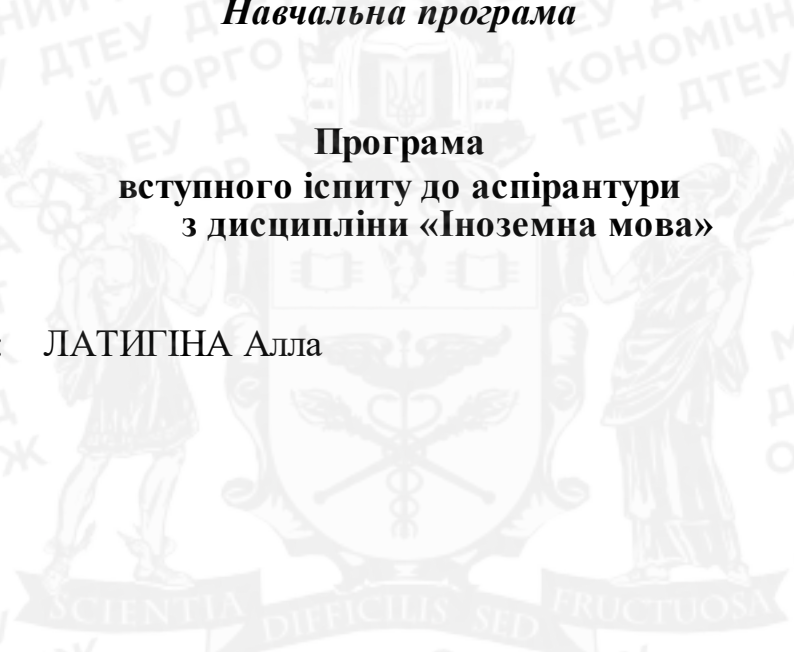 Навчальна програма
Програма
вступного іспиту до аспірантури
з дисципліни «Іноземна мова»
: ЛАТИГІНА Алла
SCIENTIA DIFFICILIS SED FRUCTUOSA